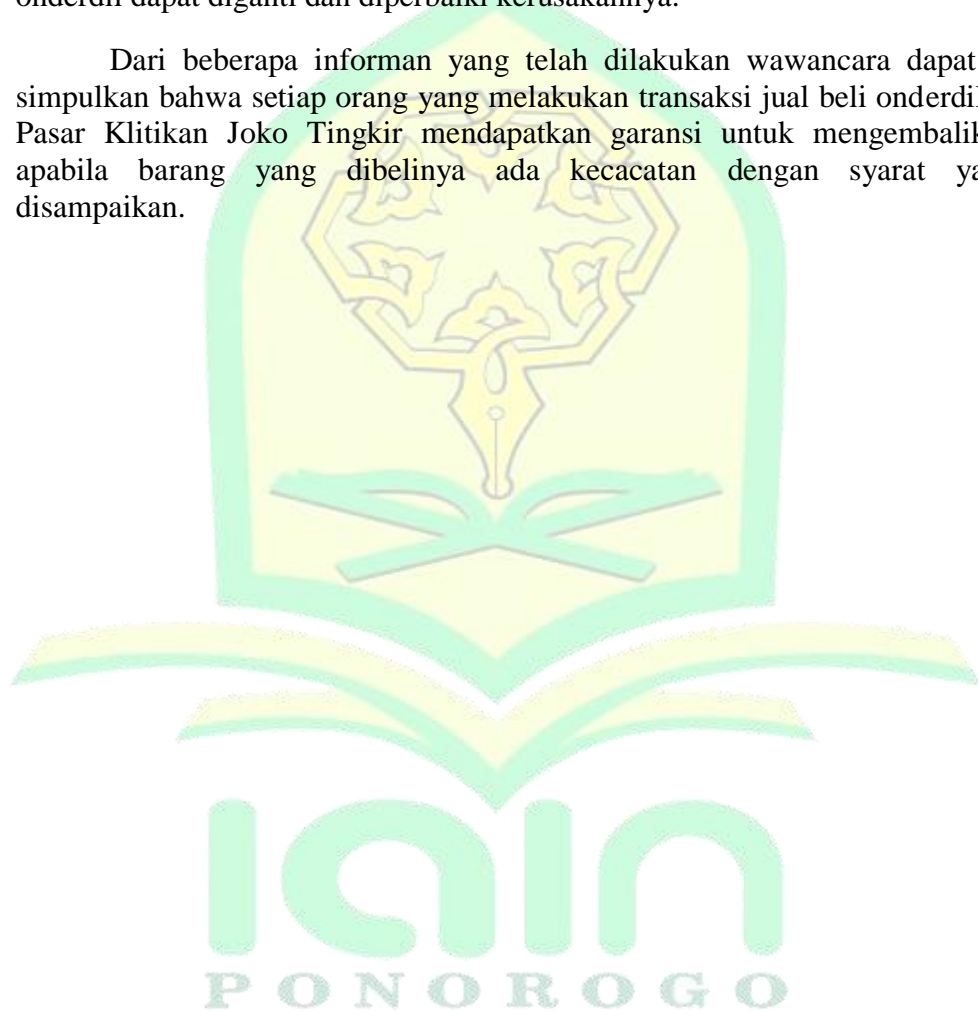 onderdil dapat diganti dan diperbaiki kerusakannya.
Dari beberapa informan yang telah dilakukan wawancara dapat
simpulkan bahwa setiap orang yang melakukan transaksi jual beli onderdil
Pasar Klitikan Joko Tingkir mendapatkan garansi untuk mengembalik
apabila barang yang dibelinya ada kecacatan dengan syarat ya
disampaikan.
IAIN
PONOROGO